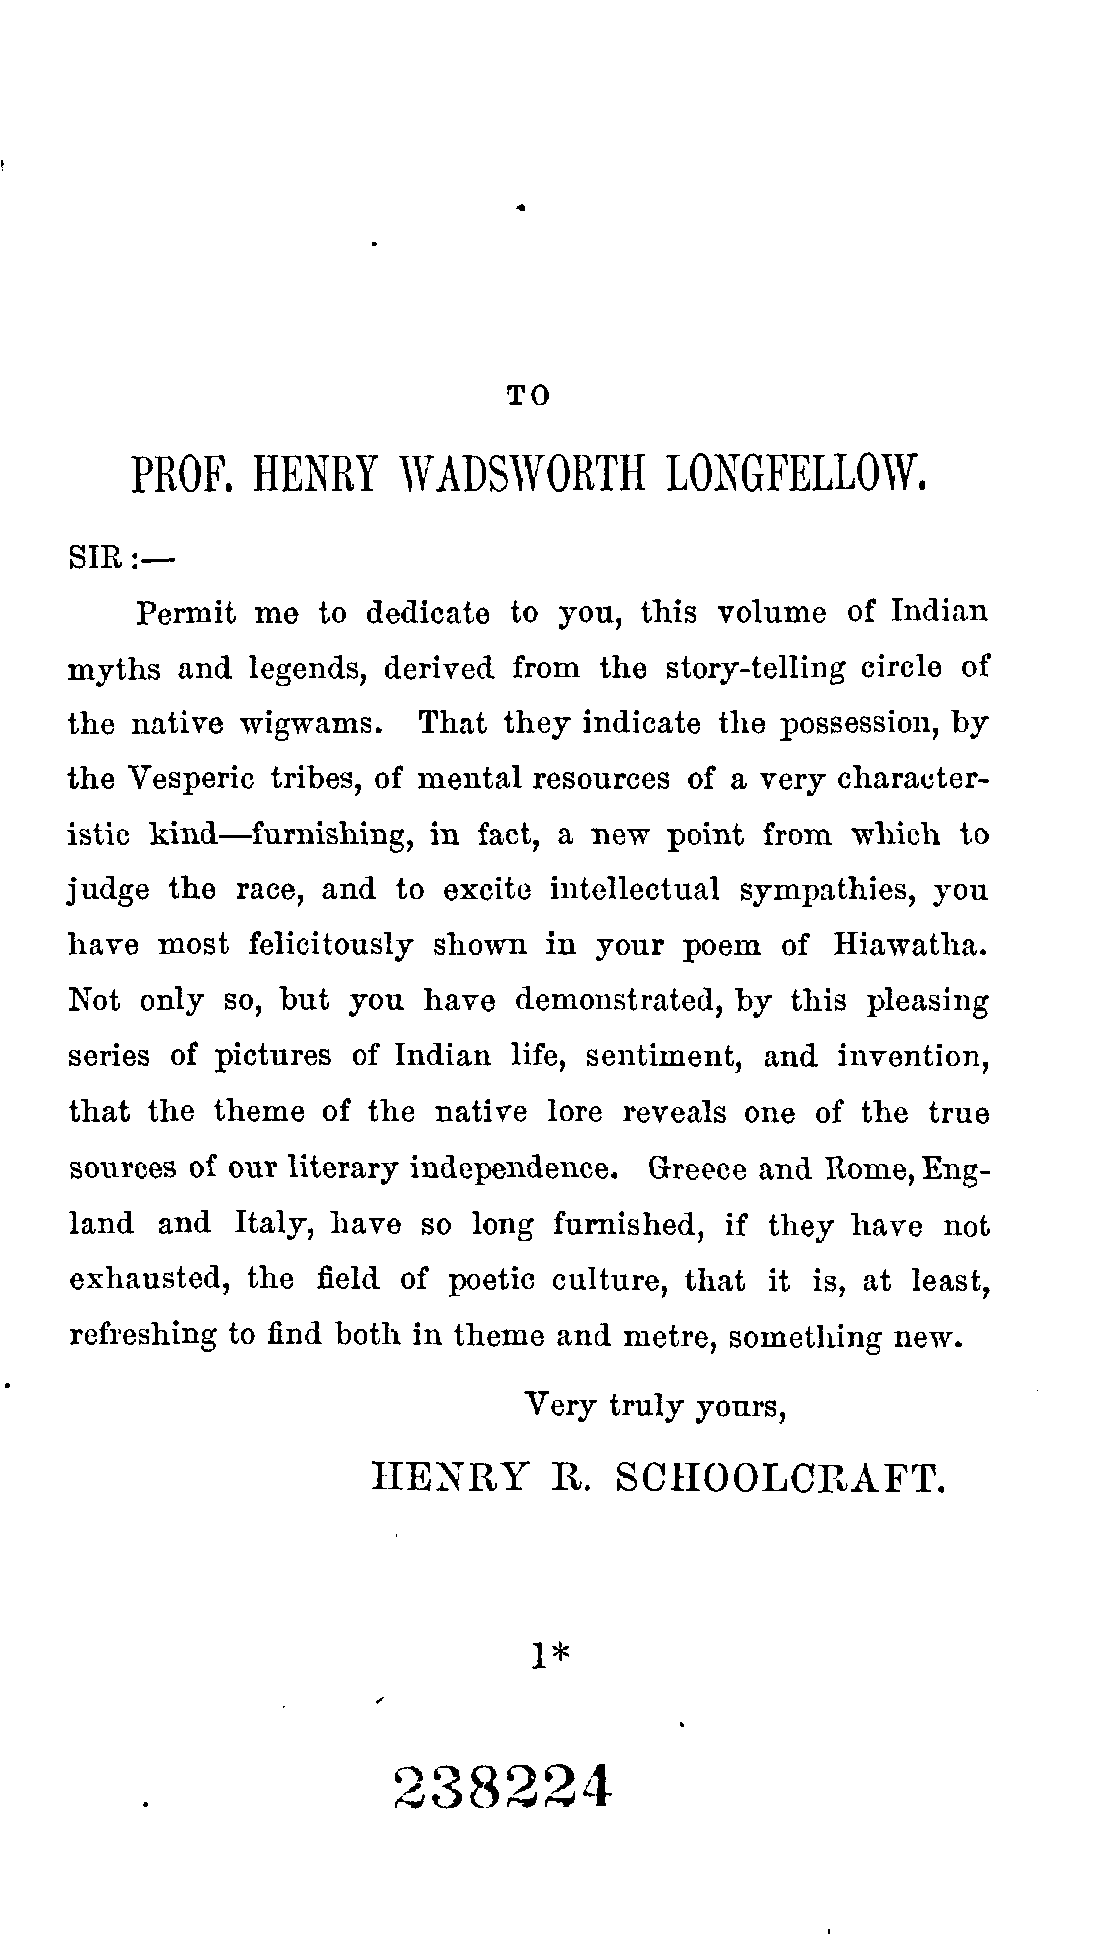 TO
PROF. HENRY WADSWORTH LONGFELLOW.
SIR:—
Permit me to dedicate to you, this volume of Indian
myths and legends, derived from the story-telling circle of
the native wigwams. That they indicate the possession, by
the Vesperic tribes, of mental resources of a very character-
istic kind—furnishing, in fact, a new point from which to
judge the race, and to excite intellectual sympathies, you
have most felicitously shown in your poem of Hiawatha.
Not only so, but you have demonstrated, by this pleasing
series of pictures of Indian life, sentiment, and invention,
that the theme of the native lore reveals one of the true
sources of our literary independence. Greece and Rome, Eng-
land and Italy, have so long furnished, if they have not
exhausted, the field of poetic culture, that it is, at least,
refreshing to find both in theme and metre, something new.
Very truly yours,
HENRY R. SCHOOLCRAFT.
1*
238224